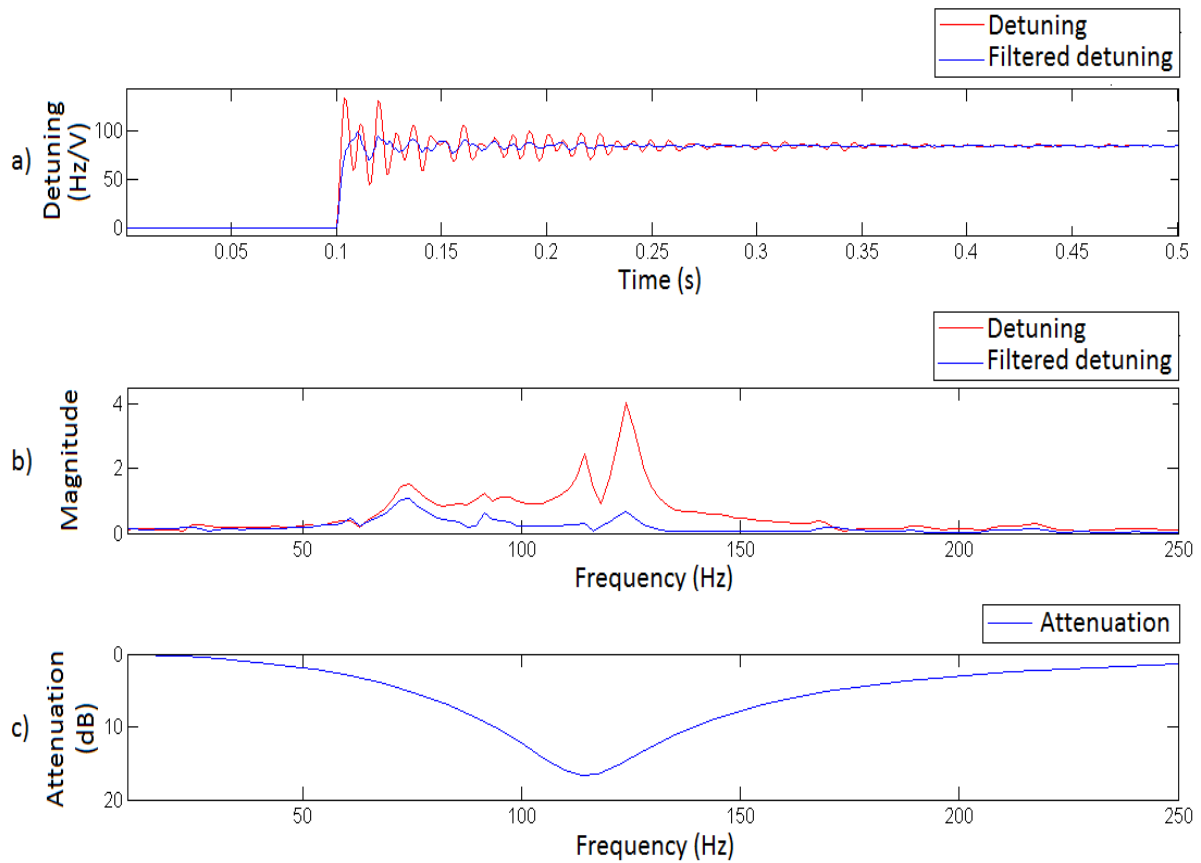 Detuning
Filtered detuning
a)
Detuning
(Hz/V)
100
50
0
0.05
0.1
0.15
0.2
0.25
0.3
0.35
0.4
0.45
0.5
Time (s)
Detuning
Filtered detuning
b)
Magnitude
4
2
0
50
100
150
200
250
Frequency (Hz)
Attenuation
c)
Attenuation
(dB)
0
10
20
50
100
150
200
250
Frequency (Hz)